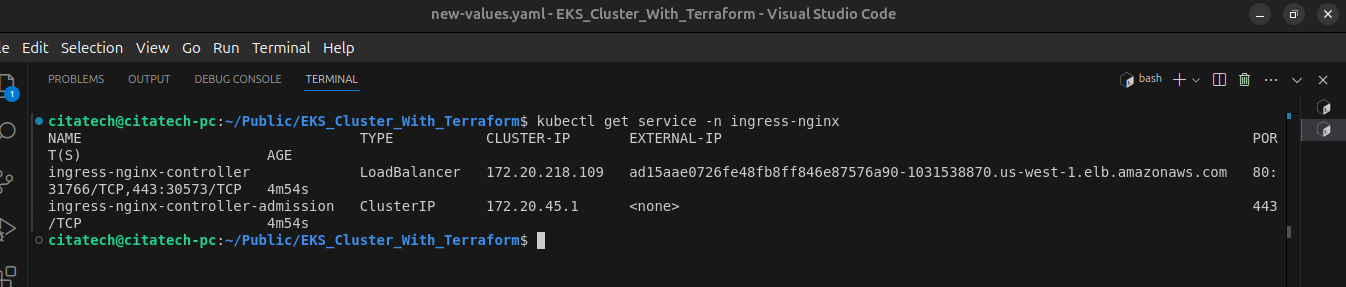 new-values.yaml - EKS_Cluster_With_Terraform - Visual Studio Code
le Edit Selection View Go Run Terminal Help
PROBLEMS OUTPUT DEBUG CONSOLE TERMINAL bash
1
citatech@citatech-pc:~/Public/EKS_Cluster_With_Terraform$ kubectl get service -n ingress-nginx
NAME TYPE CLUSTER-IP EXTERNAL-IP POR
T(S) AGE
ingress-nginx-controller LoadBalancer 172.20.218.109 ad15aae0726fe48fb8ff846e87576a90-1031538870.us-west-1.elb.amazonaws.com 80:
31766/TCP,443:30573/TCP 4m54s
ingress-nginx-controller-admission ClusterIP 172.20.45.1 <none> 443
/TCP 4m54s
citatech@citatech-pc:~/Public/EKS_Cluster_With_Terraform$